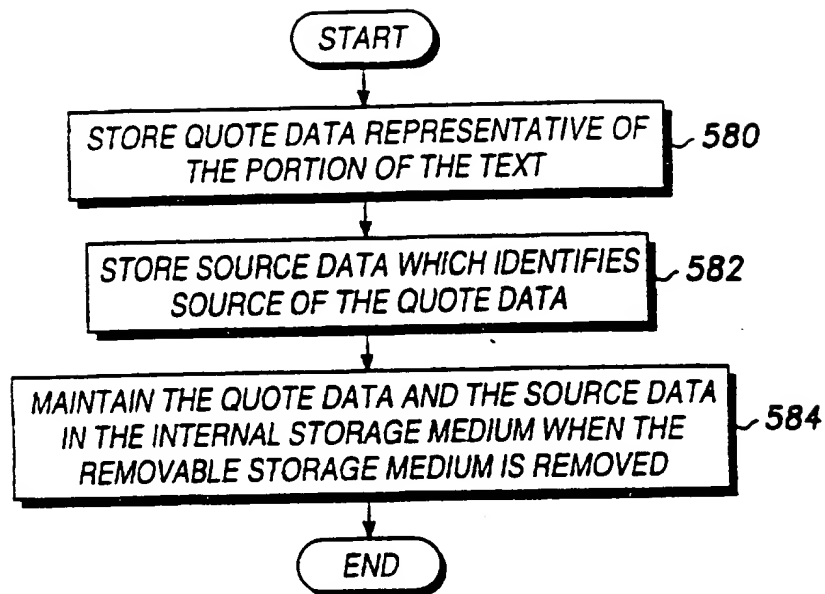 START
STORE QUOTE DATA REPRESENTATIVE OF
THE PORTION OF THE TEXT
580
STORE SOURCE DATA WHICH IDENTIFIES
SOURCE OF THE QUOTE DATA
582
MAINTAIN THE QUOTE DATA AND THE SOURCE DATA
IN THE INTERNAL STORAGE MEDIUM WHEN THE
REMOVABLE STORAGE MEDIUM IS REMOVED
584
END